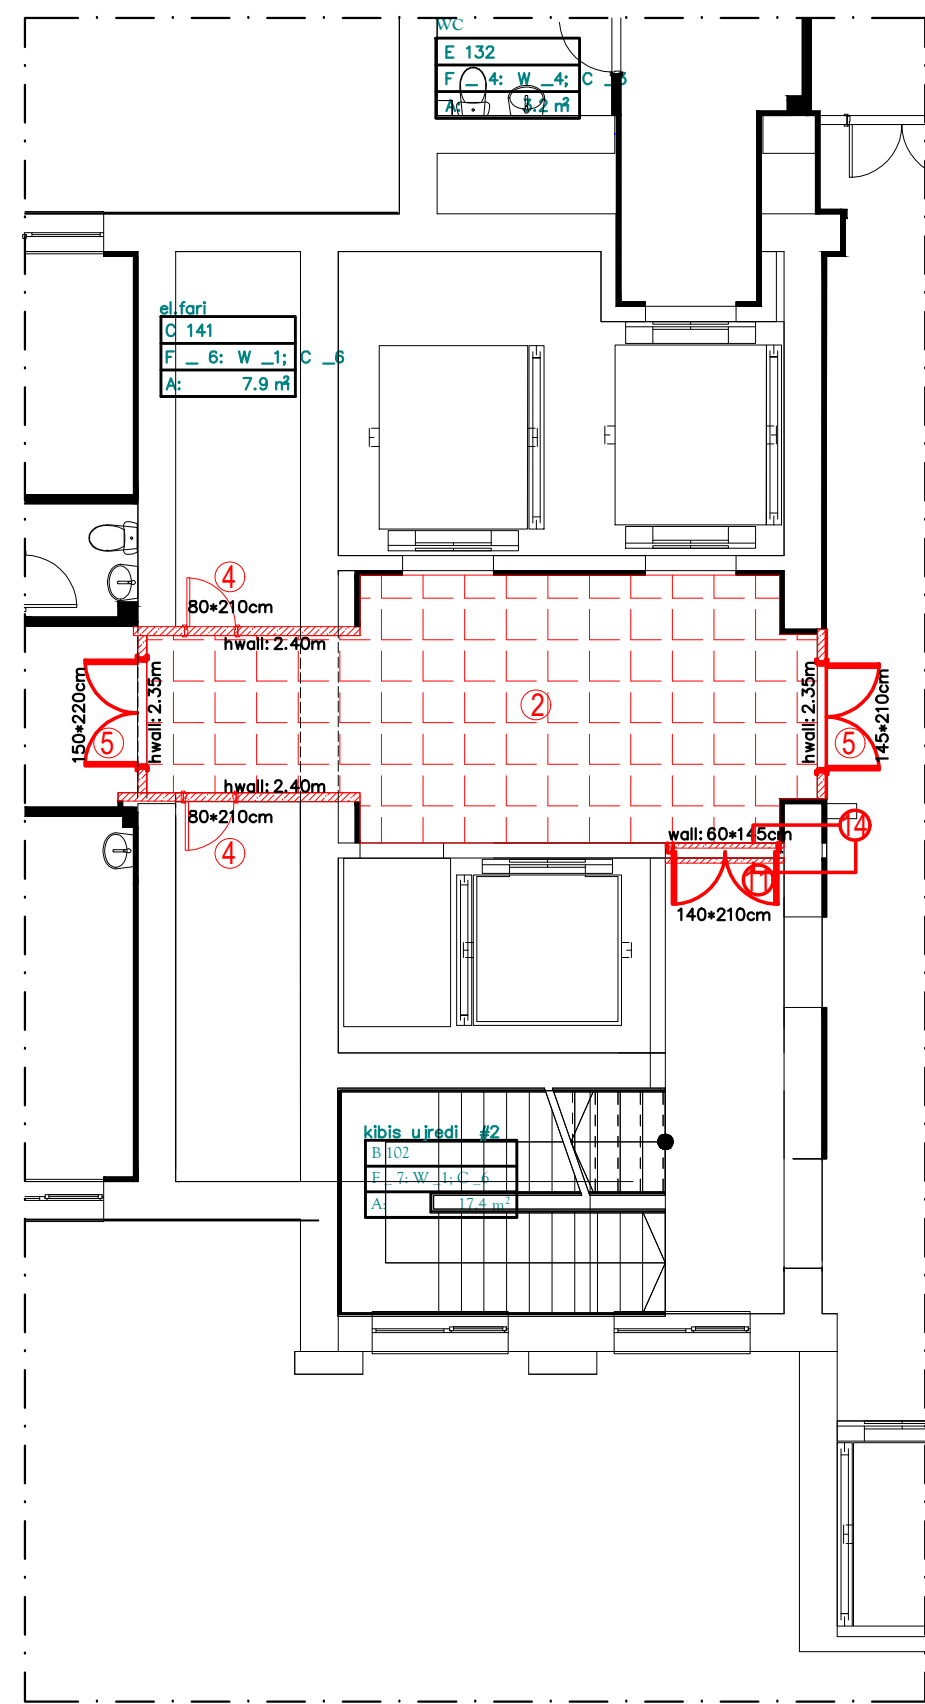 WC
E 132
F _ 4: W _4; C _3
A: 3.2 m²
el.fari
C 141
F _ 6: W _1; C _6
A: 7.9 m²
4
80*210cm
hwall: 2.40m
150*220cm
5
hwall: 2.35m
2
hwall: 2.35m
5
145*210cm
hwall: 2.40m
80*210cm
4
wall: 60*145cm
14
11
140*210cm
kibis ujredi #2
B 102
F _ 7: W _1; C _6
A: 17.4 m²